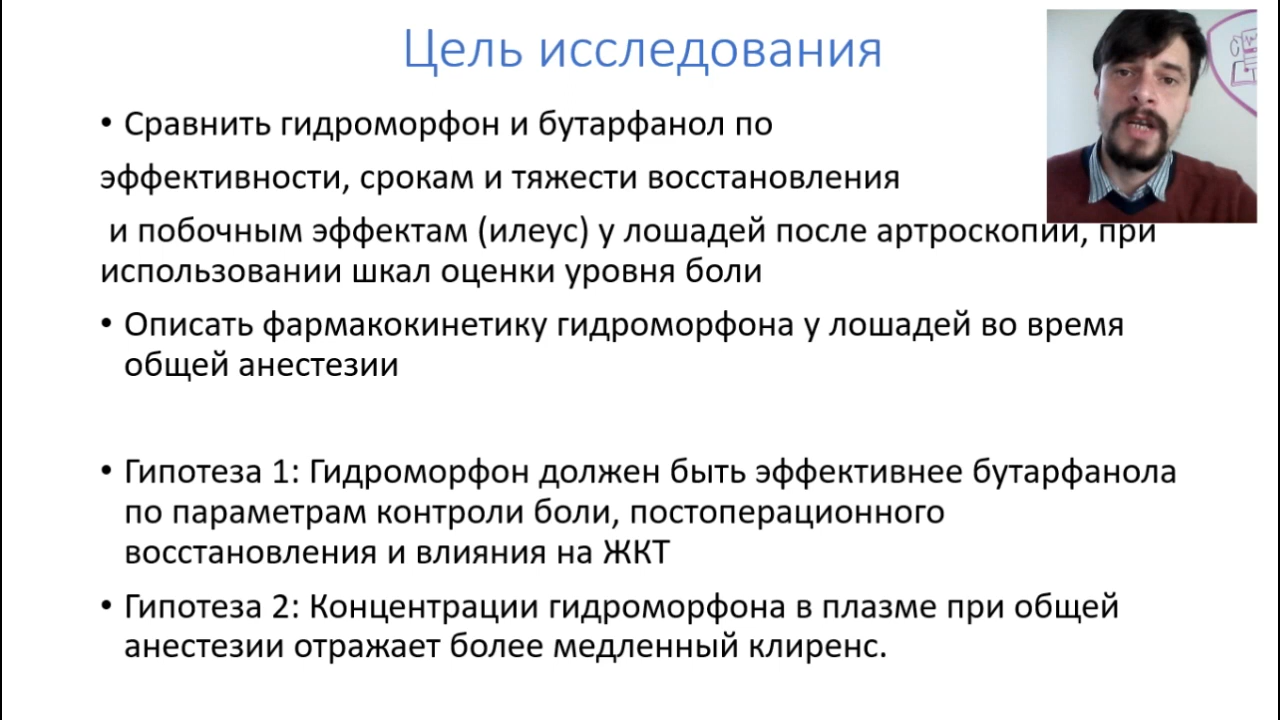 Цель исследования
• Сравнить гидроморфон и бутарфанол по
эффективности, срокам и тяжести восстановления
и побочным эффектам (илеус) у лошадей после артроскопии, при
использовании шкал оценки уровня боли
• Описать фармакокинетику гидроморфона у лошадей во время
общей анестезии
• Гипотеза 1: Гидроморфон должен быть эффективнее бутарфанола
по параметрам контроли боли, постоперационного
восстановления и влияния на ЖКТ
• Гипотеза 2: Концентрации гидроморфона в плазме при общей
анестезии отражает более медленный клиренс.